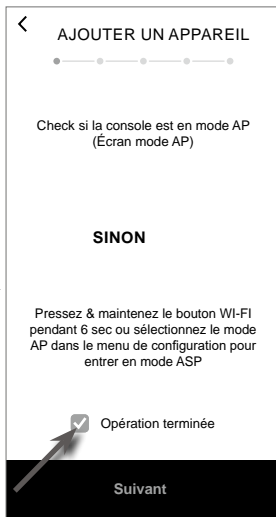 AJOUTER UN APPAREIL
Check si la console est en mode AP
(Écran mode AP)
SINON
Pressez & maintenez le bouton WI-FI
pendant 6 sec ou sélectionnez le mode
AP dans le menu de configuration pour
entrer en mode ASP
Opération terminée
Suivant